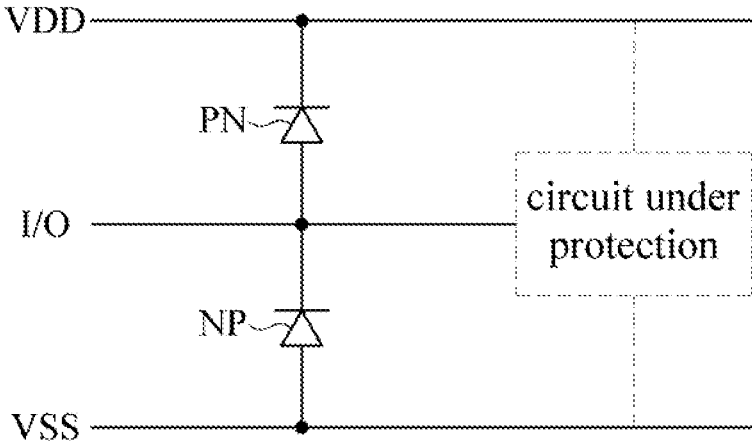 VDD
PN
I/O
circuit under
protection
NP
VSS